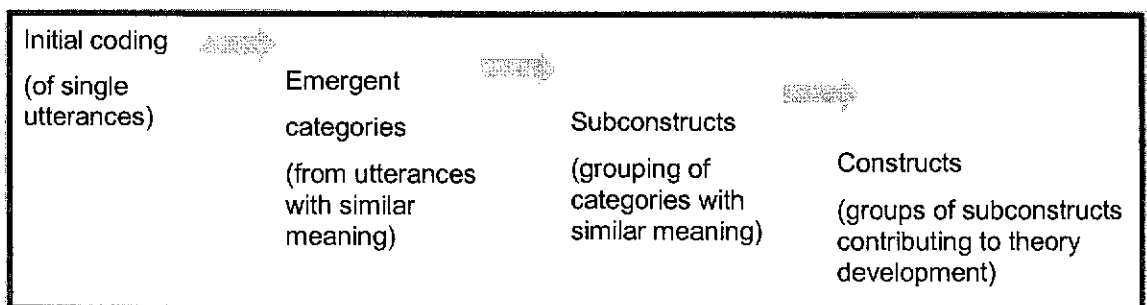 Initial coding
(of single
utterances)
Emergent
categories
(from utterances
with similar
meaning)
Subconstructs
(grouping of
categories with
similar meaning)
Constructs
(groups of subconstructs
contributing to theory
development)